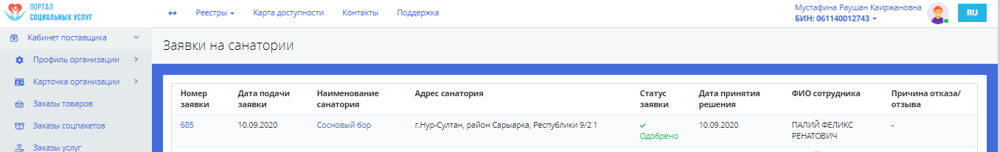 ПОРТАЛ
СОЦИАЛЬНЫХ УСЛУГ
Реестры
Карта доступности
Контакты
Поддержка
Мустафина Раушан Каиржановна
БИН: 061140012743
RU
Кабинет поставщика
Профиль организации
Карточка организации
Заказы товаров
Заказы соцпакетов
Заказы услуг
Заявки на санатории
Номер заявки
Дата подачи заявки
Наименование санатория
Адрес санатория
Статус заявки
Дата принятия решения
ФИО сотрудника
Причина отказа/отзыва
685
10.09.2020
Сосновый бор
г.Нур-Султан, район Сарыарка, Республики 9/2 1
Одобрено
10.09.2020
ПАЛИЙ ФЕЛИКС
РЕНАТОВИЧ
-